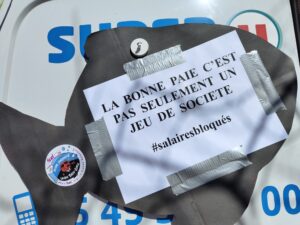 SUPER U
LA BONNE PAIE C'EST
PAS SEULEMENT UN
JEU DE SOCIETE
#salairesbloqués